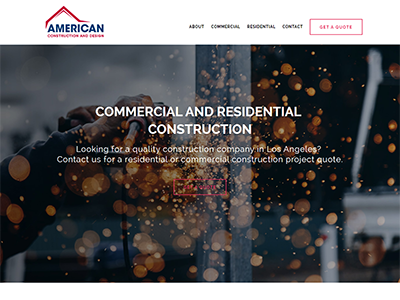 AMERICAN
CONSTRUCTION AND DESIGN
ABOUT COMMERCIAL RESIDENTIAL CONTACT GET A QUOTE
COMMERCIAL AND RESIDENTIAL
CONSTRUCTION
Looking for a quality construction company in Los Angeles?
Contact us for a residential or commercial construction project quote.